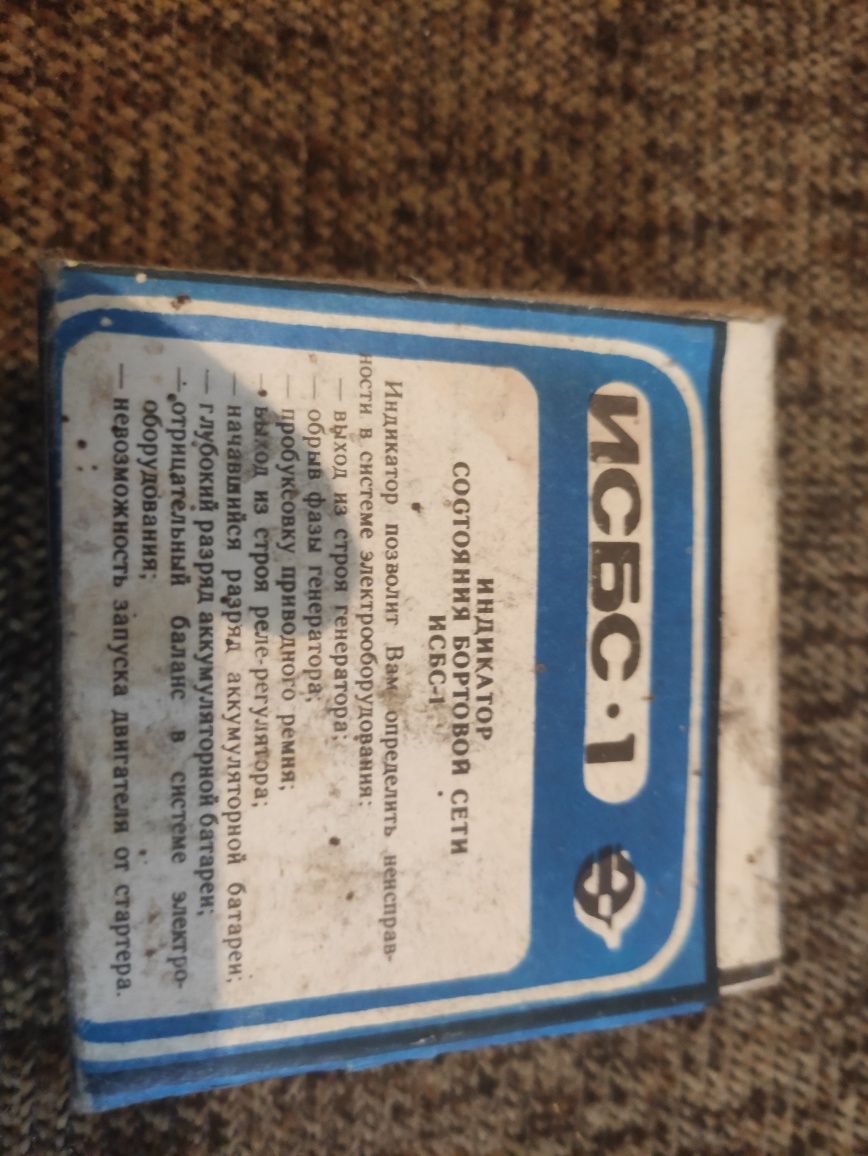 ИСБС·1
ИНДИКАТОР
СОСТОЯНИЯ БОРТОВОЙ СЕТИ
ИСБС-1
Индикатор позволит Вам определить неисправ-
ности в системе электрооборудования:
— выход из строя генератора;
— обрыв фазы генератора;
— пробуксовку приводного ремня;
— выход из строя реле-регулятора;
— начавшийся разряд аккумуляторной батареи;
— глубокий разряд аккумуляторной батареи;
— отрицательный баланс в системе электро-
оборудования;
— невозможность запуска двигателя от стартера.